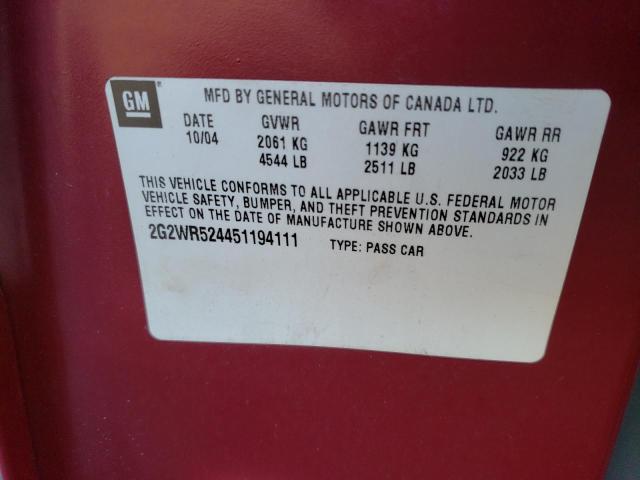 GM
MFD BY GENERAL MOTORS OF CANADA LTD.
DATE GVWR GAWR FRT GAWR RR
10/04 2061 KG 1139 KG 922 KG
4544 LB 2511 LB 2033 LB
THIS VEHICLE CONFORMS TO ALL APPLICABLE U.S. FEDERAL MOTOR
VEHICLE SAFETY, BUMPER, AND THEFT PREVENTION STANDARDS IN
EFFECT ON THE DATE OF MANUFACTURE SHOWN ABOVE.
2G2WR524451194111 TYPE: PASS CAR